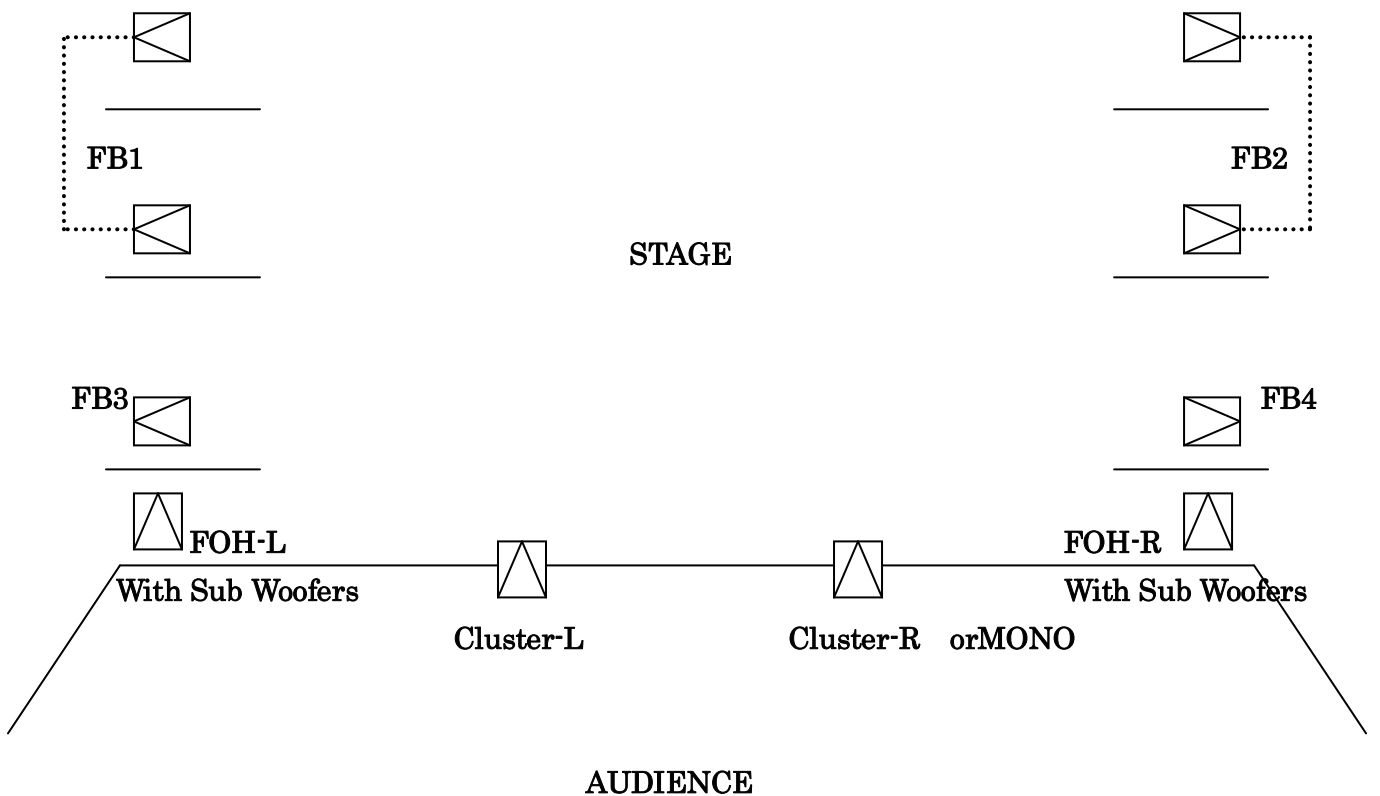 FB1
FB2
STAGE
FB3
FB4
FOH-L
FOH-R
With Sub Woofers
With Sub Woofers
Cluster-L
Cluster-R orMONO
AUDIENCE